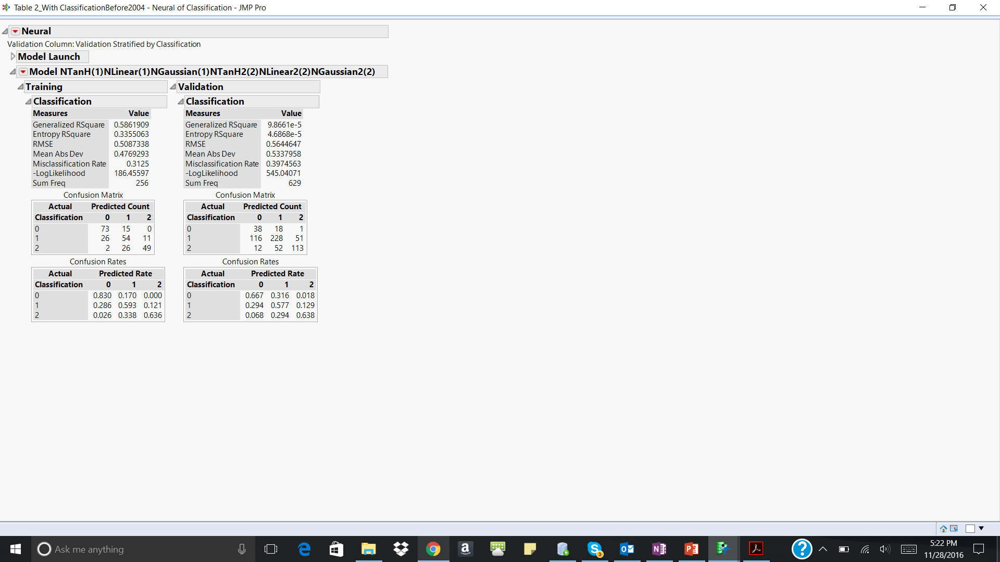 Table 2_With ClassificationBefore2004 - Neural of Classification - JMP Pro
Neural
Validation Column: Validation Stratified by Classification
Model Launch
Model NTanH(1)NLinear(1)NGaussian(1)NTanH2(2)NLinear2(2)NGaussian2(2)
Training
Classification
Measures Value
Generalized RSquare 0.5861909
Entropy RSquare 0.3355063
RMSE 0.5087338
Mean Abs Dev 0.4769293
Misclassification Rate 0.3125
-LogLikelihood 186.45597
Sum Freq 256
Confusion Matrix
Actual Predicted Count
Classification 0 1 2
0 73 15 0
1 26 54 11
2 2 26 49
Confusion Rates
Actual Predicted Rate
Classification 0 1 2
0 0.830 0.170 0.000
1 0.286 0.593 0.121
2 0.026 0.338 0.636
Validation
Classification
Measures Value
Generalized RSquare 9.8661e-5
Entropy RSquare 4.6868e-5
RMSE 0.5644647
Mean Abs Dev 0.5337958
Misclassification Rate 0.3974563
-LogLikelihood 545.04071
Sum Freq 629
Confusion Matrix
Actual Predicted Count
Classification 0 1 2
0 38 18 1
1 116 228 51
2 12 52 113
Confusion Rates
Actual Predicted Rate
Classification 0 1 2
0 0.667 0.316 0.018
1 0.294 0.577 0.129
2 0.068 0.294 0.638
Ask me anything
3
5:22 PM
11/28/2016